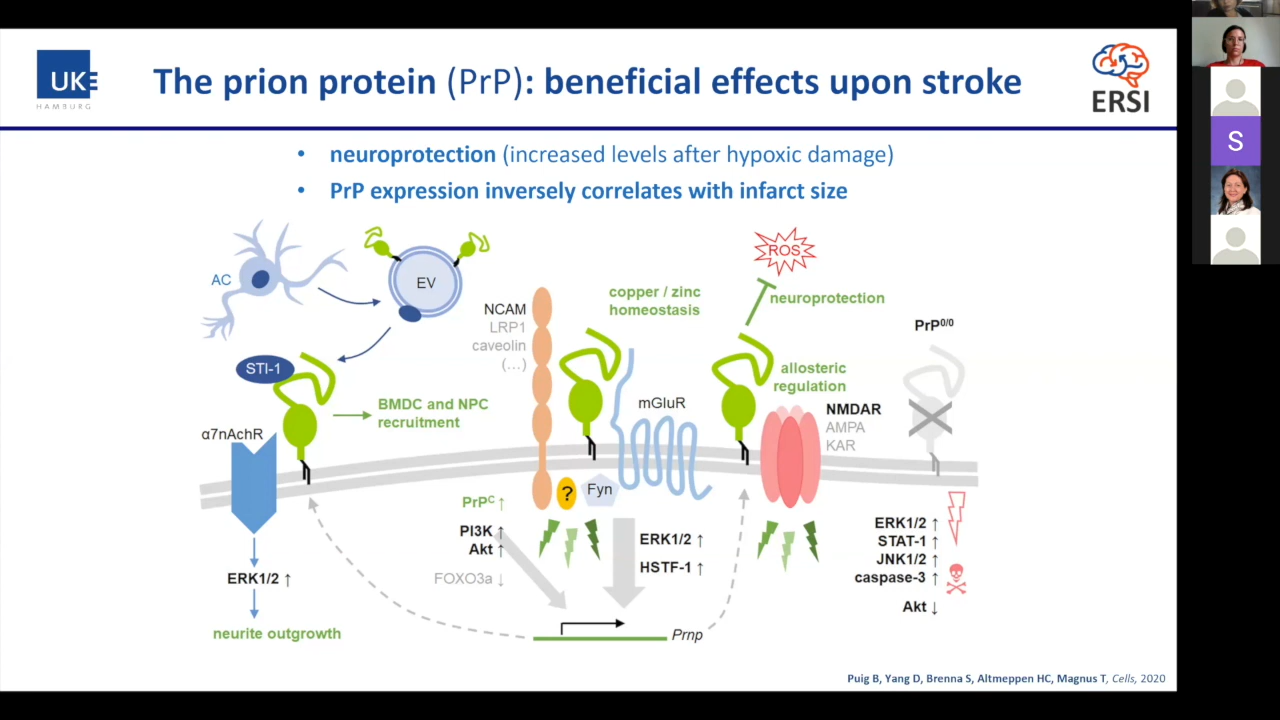 UKE
HAMBURG
The prion protein (PrP): beneficial effects upon stroke
ERSI
• neuroprotection (increased levels after hypoxic damage)
• PrP expression inversely correlates with infarct size
AC
EV
STI-1
BMDC and NPC
recruitment
α7nAchR
ERK1/2 ↑
neurite outgrowth
NCAM
LRP1
caveolin
(...)
copper / zinc
homeostasis
mGluR
PrPᶜ ↑
?
Fyn
PI3K ↑
Akt ↑
FOXO3a ↓
ERK1/2 ↑
HSTF-1 ↑
Prnp
ROS
neuroprotection
allosteric
regulation
NMDAR
AMPA
KAR
PrP⁰/⁰
ERK1/2 ↑
STAT-1 ↑
JNK1/2 ↑
caspase-3 ↑
Akt ↓
Puig B, Yang D, Brenna S, Altmeppen HC, Magnus T, Cells, 2020
S